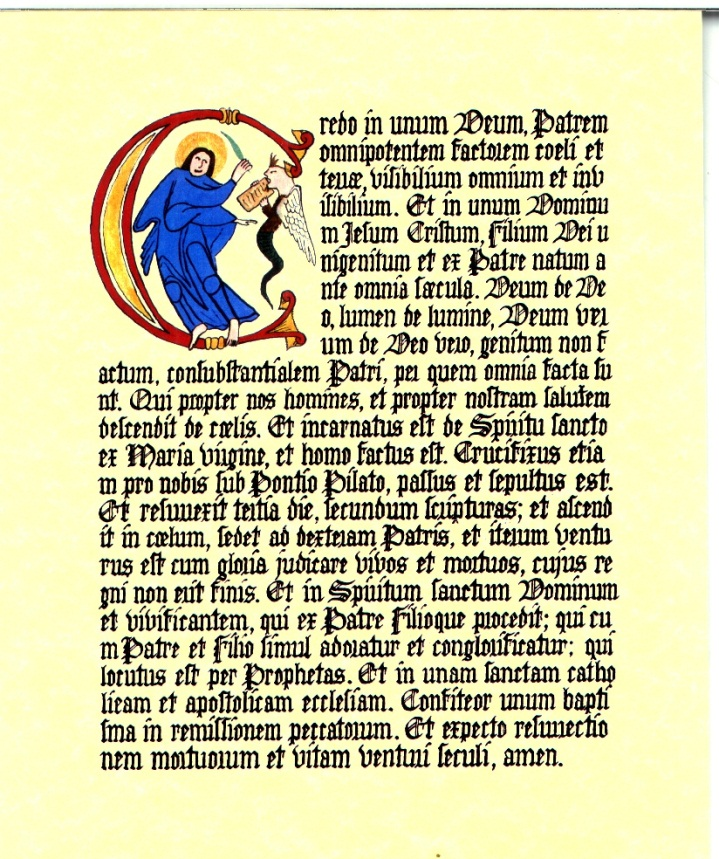 Credo in unum Deum, Patrem
omnipotentem factorem coeli et
terræ, visibilium omnium et inv
isibilium. Et in unum Dominu
m Jesum Cristum, Filium Dei u
nigenitum et ex Patre natum a
nte omnia sæcula. Deum de De
o, lumen de lumine, Deum ver
um de Deo vero, genitum non f
actum, consubstantialem Patri, per quem omnia facta su
nt. Qui propter nos homines, et propter nostram salutem
descendit de cœlis. Et incarnatus est de Spiritu sancto
ex Maria virgine, et homo factus est. Crucifixus etia
m pro nobis sub Pontio Pilato, passus et sepultus est.
Et resurrexit tertia die, secundum scripturas; et ascend
it in cœlum, sedet ad dexteram Patris, et iterum ventu
rus est cum gloria judicare vivos et mortuos, cujus re
gni non erit finis. Et in Spiritum sanctum Dominum
et vivificantem, qui ex Patre Filioque procedit; qui cu
m Patre et Filio simul adoratur et conglorificatur; qui
locutus est per Prophetas. Et in unam sanctam catho
licam et apostolicam ecclesiam. Confiteor unum bapti
sma in remissionem peccatorum. Et expecto resurrectio
nem mortuorum et vitam venturi seculi, amen.